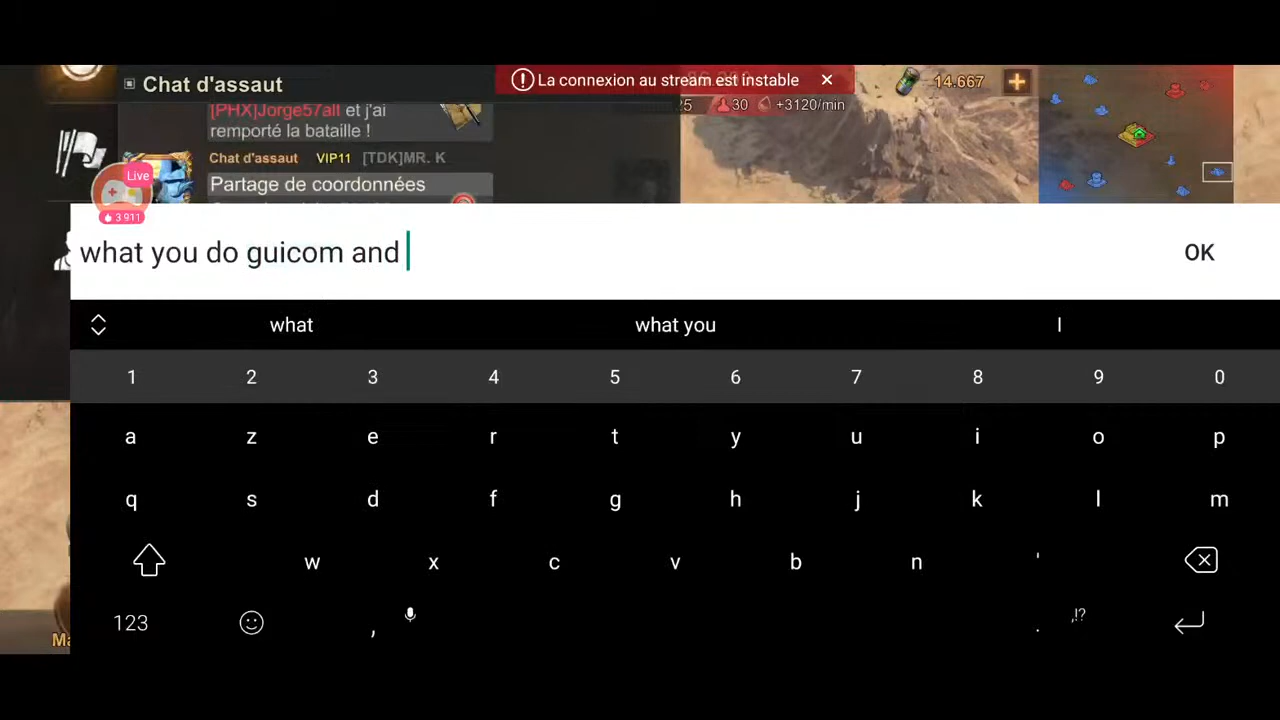 Chat d'assaut
La connexion au stream est instable
14.667
25
30
+3120/min
[PHX]Jorge57all et j'ai
remporté la bataille !
Chat d'assaut VIP11 [TDK]MR. K
Partage de coordonnées
Live
3 911
what you do guicom and
OK
what
what you
I
1 2 3 4 5 6 7 8 9 0
a z e r t y u i o p
q s d f g h j k l m
w x c v b n '
123 , . ,!?
Ma